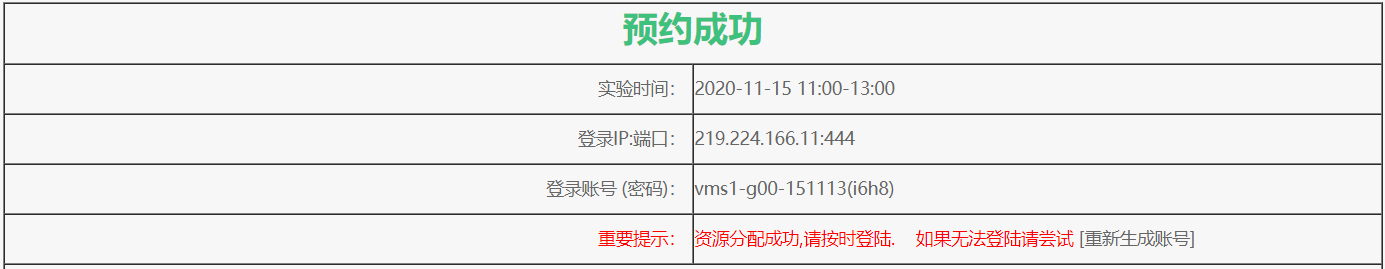 预约成功
实验时间： 2020-11-15 11:00-13:00
登录IP:端口： 219.224.166.11:444
登录账号 (密码)： vms1-g00-151113(i6h8)
重要提示： 资源分配成功,请按时登陆. 如果无法登陆请尝试 [重新生成账号]